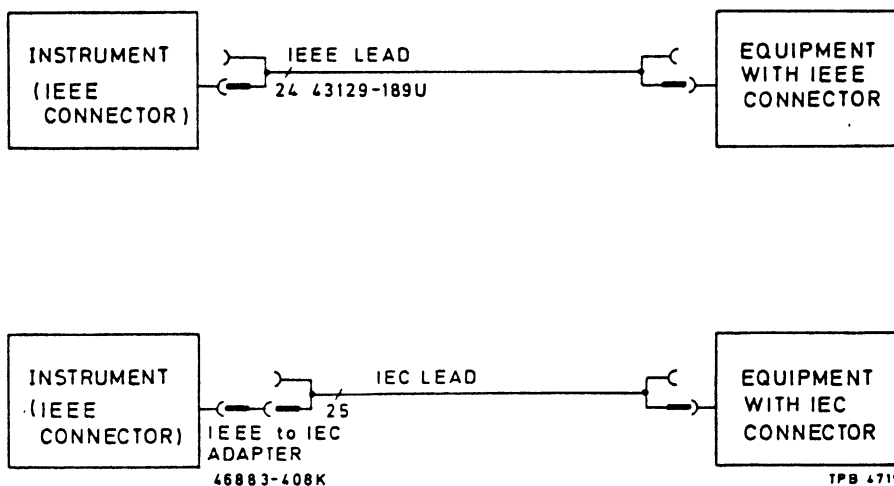 INSTRUMENT
(IEEE
CONNECTOR)
IEEE LEAD
24 43129-189U
EQUIPMENT
WITH IEEE
CONNECTOR
INSTRUMENT
(IEEE
CONNECTOR)
IEC LEAD
25
IEEE to IEC
ADAPTER
46883-408K
EQUIPMENT
WITH IEC
CONNECTOR
TPB